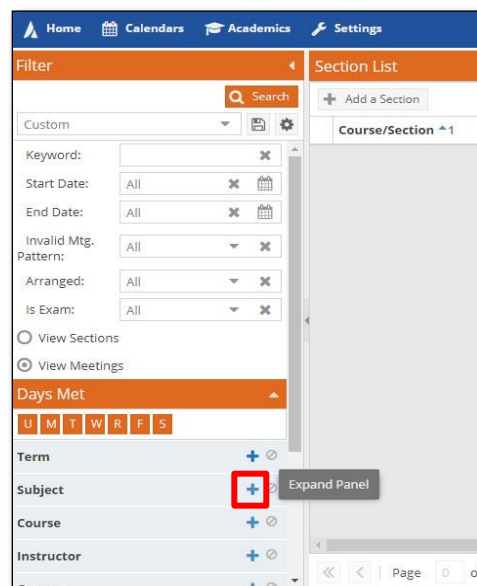 Home Calendars Academics Settings
Filter
Section List
Search
Add a Section
Custom
Course/Section 1
Keyword:
Start Date: All
End Date: All
Invalid Mtg. Pattern: All
Arranged: All
Is Exam: All
View Sections
View Meetings
Days Met
U M T W R F S
Term
Subject
Expand Panel
Course
Instructor
Page 0 o